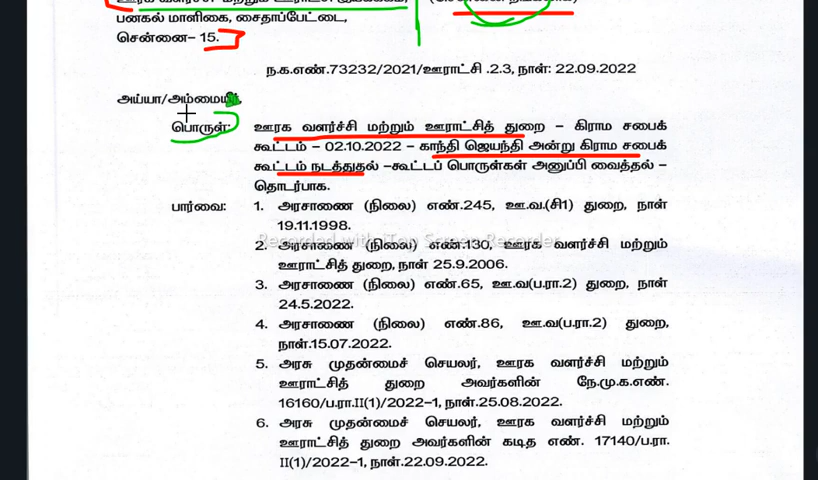 பனகல் மாளிகை, சைதாப்பேட்டை,
சென்னை– 15.
ந.க.எண்.73232/2021/ஊராட்சி .2.3, நாள்: 22.09.2022
அய்யா/அம்மையீர்,
பொருள்: ஊரக வளர்ச்சி மற்றும் ஊராட்சித் துறை – கிராம சபைக்
கூட்டம் – 02.10.2022 – காந்தி ஜெயந்தி அன்று கிராம சபைக்
கூட்டம் நடத்துதல் –கூட்டப் பொருள்கள் அனுப்பி வைத்தல் –
தொடர்பாக.
பார்வை: 1. அரசாணை (நிலை) எண்.245, ஊ.வ.(சி1) துறை, நாள்
19.11.1998.
Recorded with iTop Screen Recorder
2. அரசாணை (நிலை) எண்.130, ஊரக வளர்ச்சி மற்றும்
ஊராட்சித் துறை, நாள் 25.9.2006.
3. அரசாணை (நிலை) எண்.65, ஊ.வ(ப.ரா.2) துறை, நாள்
24.5.2022.
4. அரசாணை (நிலை) எண்.86, ஊ.வ(ப.ரா.2) துறை,
நாள்.15.07.2022.
5. அரசு முதன்மைச் செயலர், ஊரக வளர்ச்சி மற்றும்
ஊராட்சித் துறை அவர்களின் நே.மு.க.எண்.
16160/ப.ரா.II(1)/2022–1, நாள்.25.08.2022.
6. அரசு முதன்மைச் செயலர், ஊரக வளர்ச்சி மற்றும்
ஊராட்சித் துறை அவர்களின் கடித எண். 17140/ப.ரா.
II(1)/2022–1, நாள்.22.09.2022.